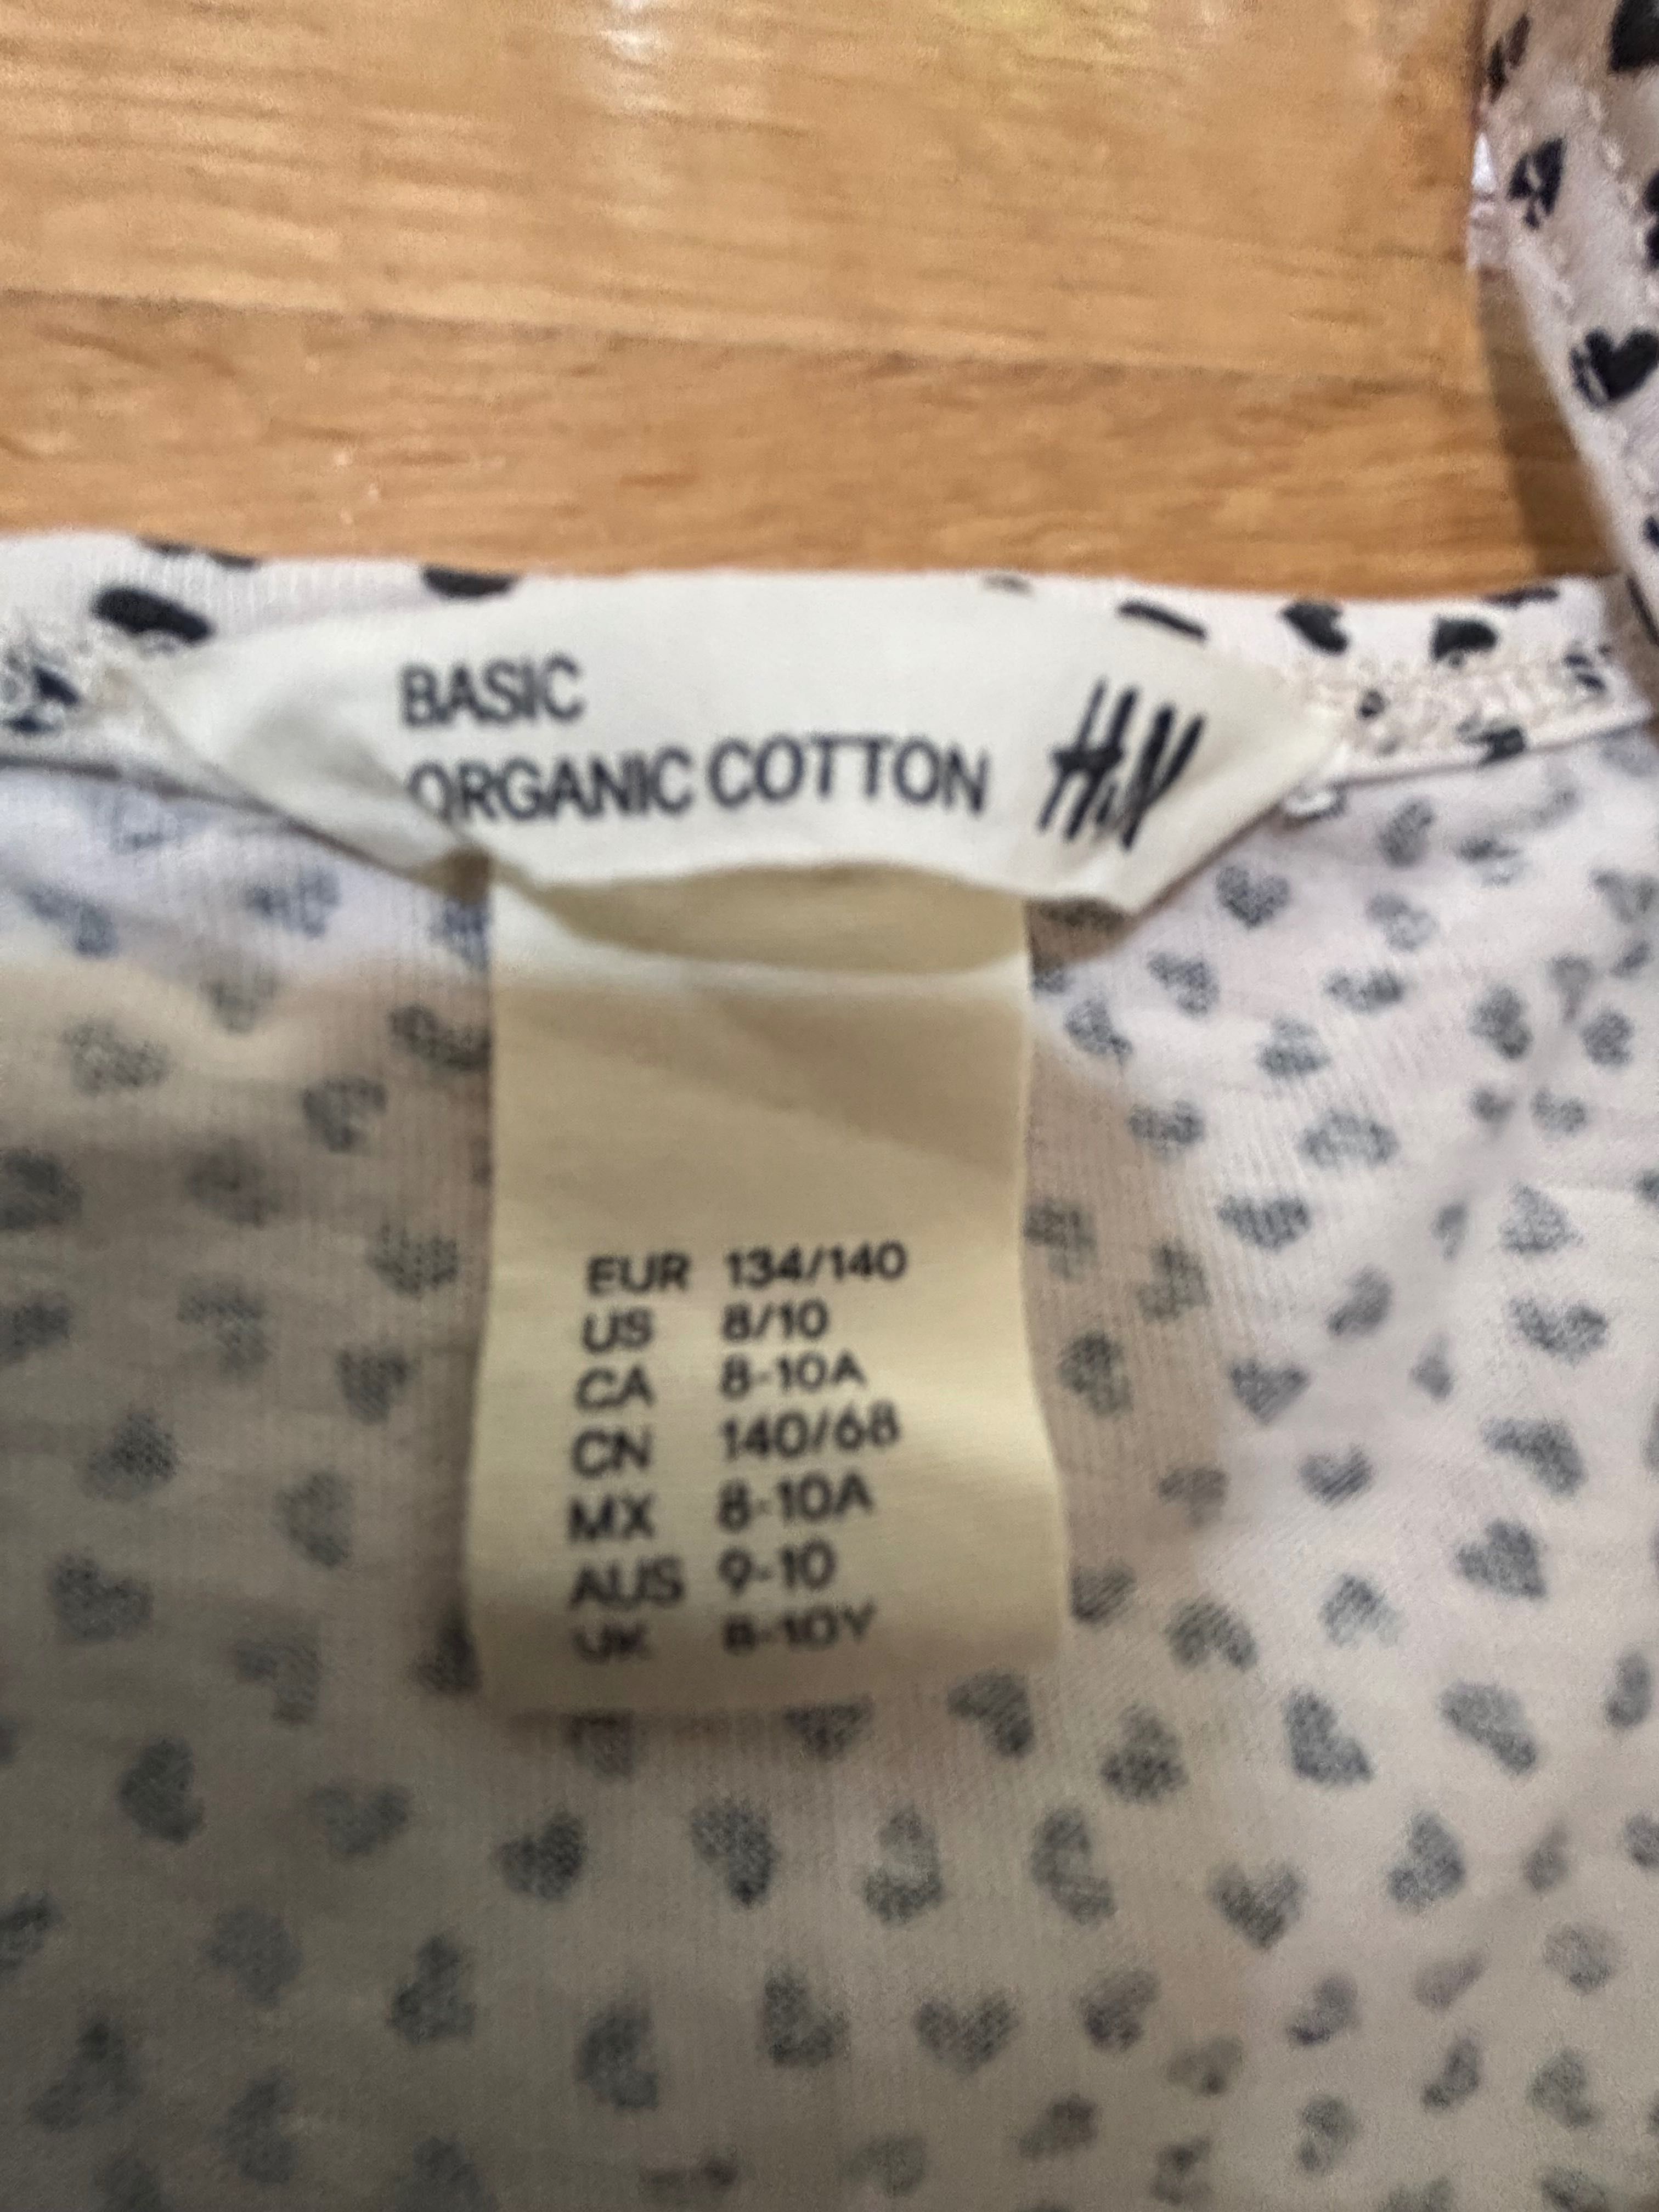 BASIC
ORGANIC COTTON H&M
EUR 134/140
US 8/10
CA 8-10A
CN 140/68
MX 8-10A
AUS 9-10
UK 8-10Y